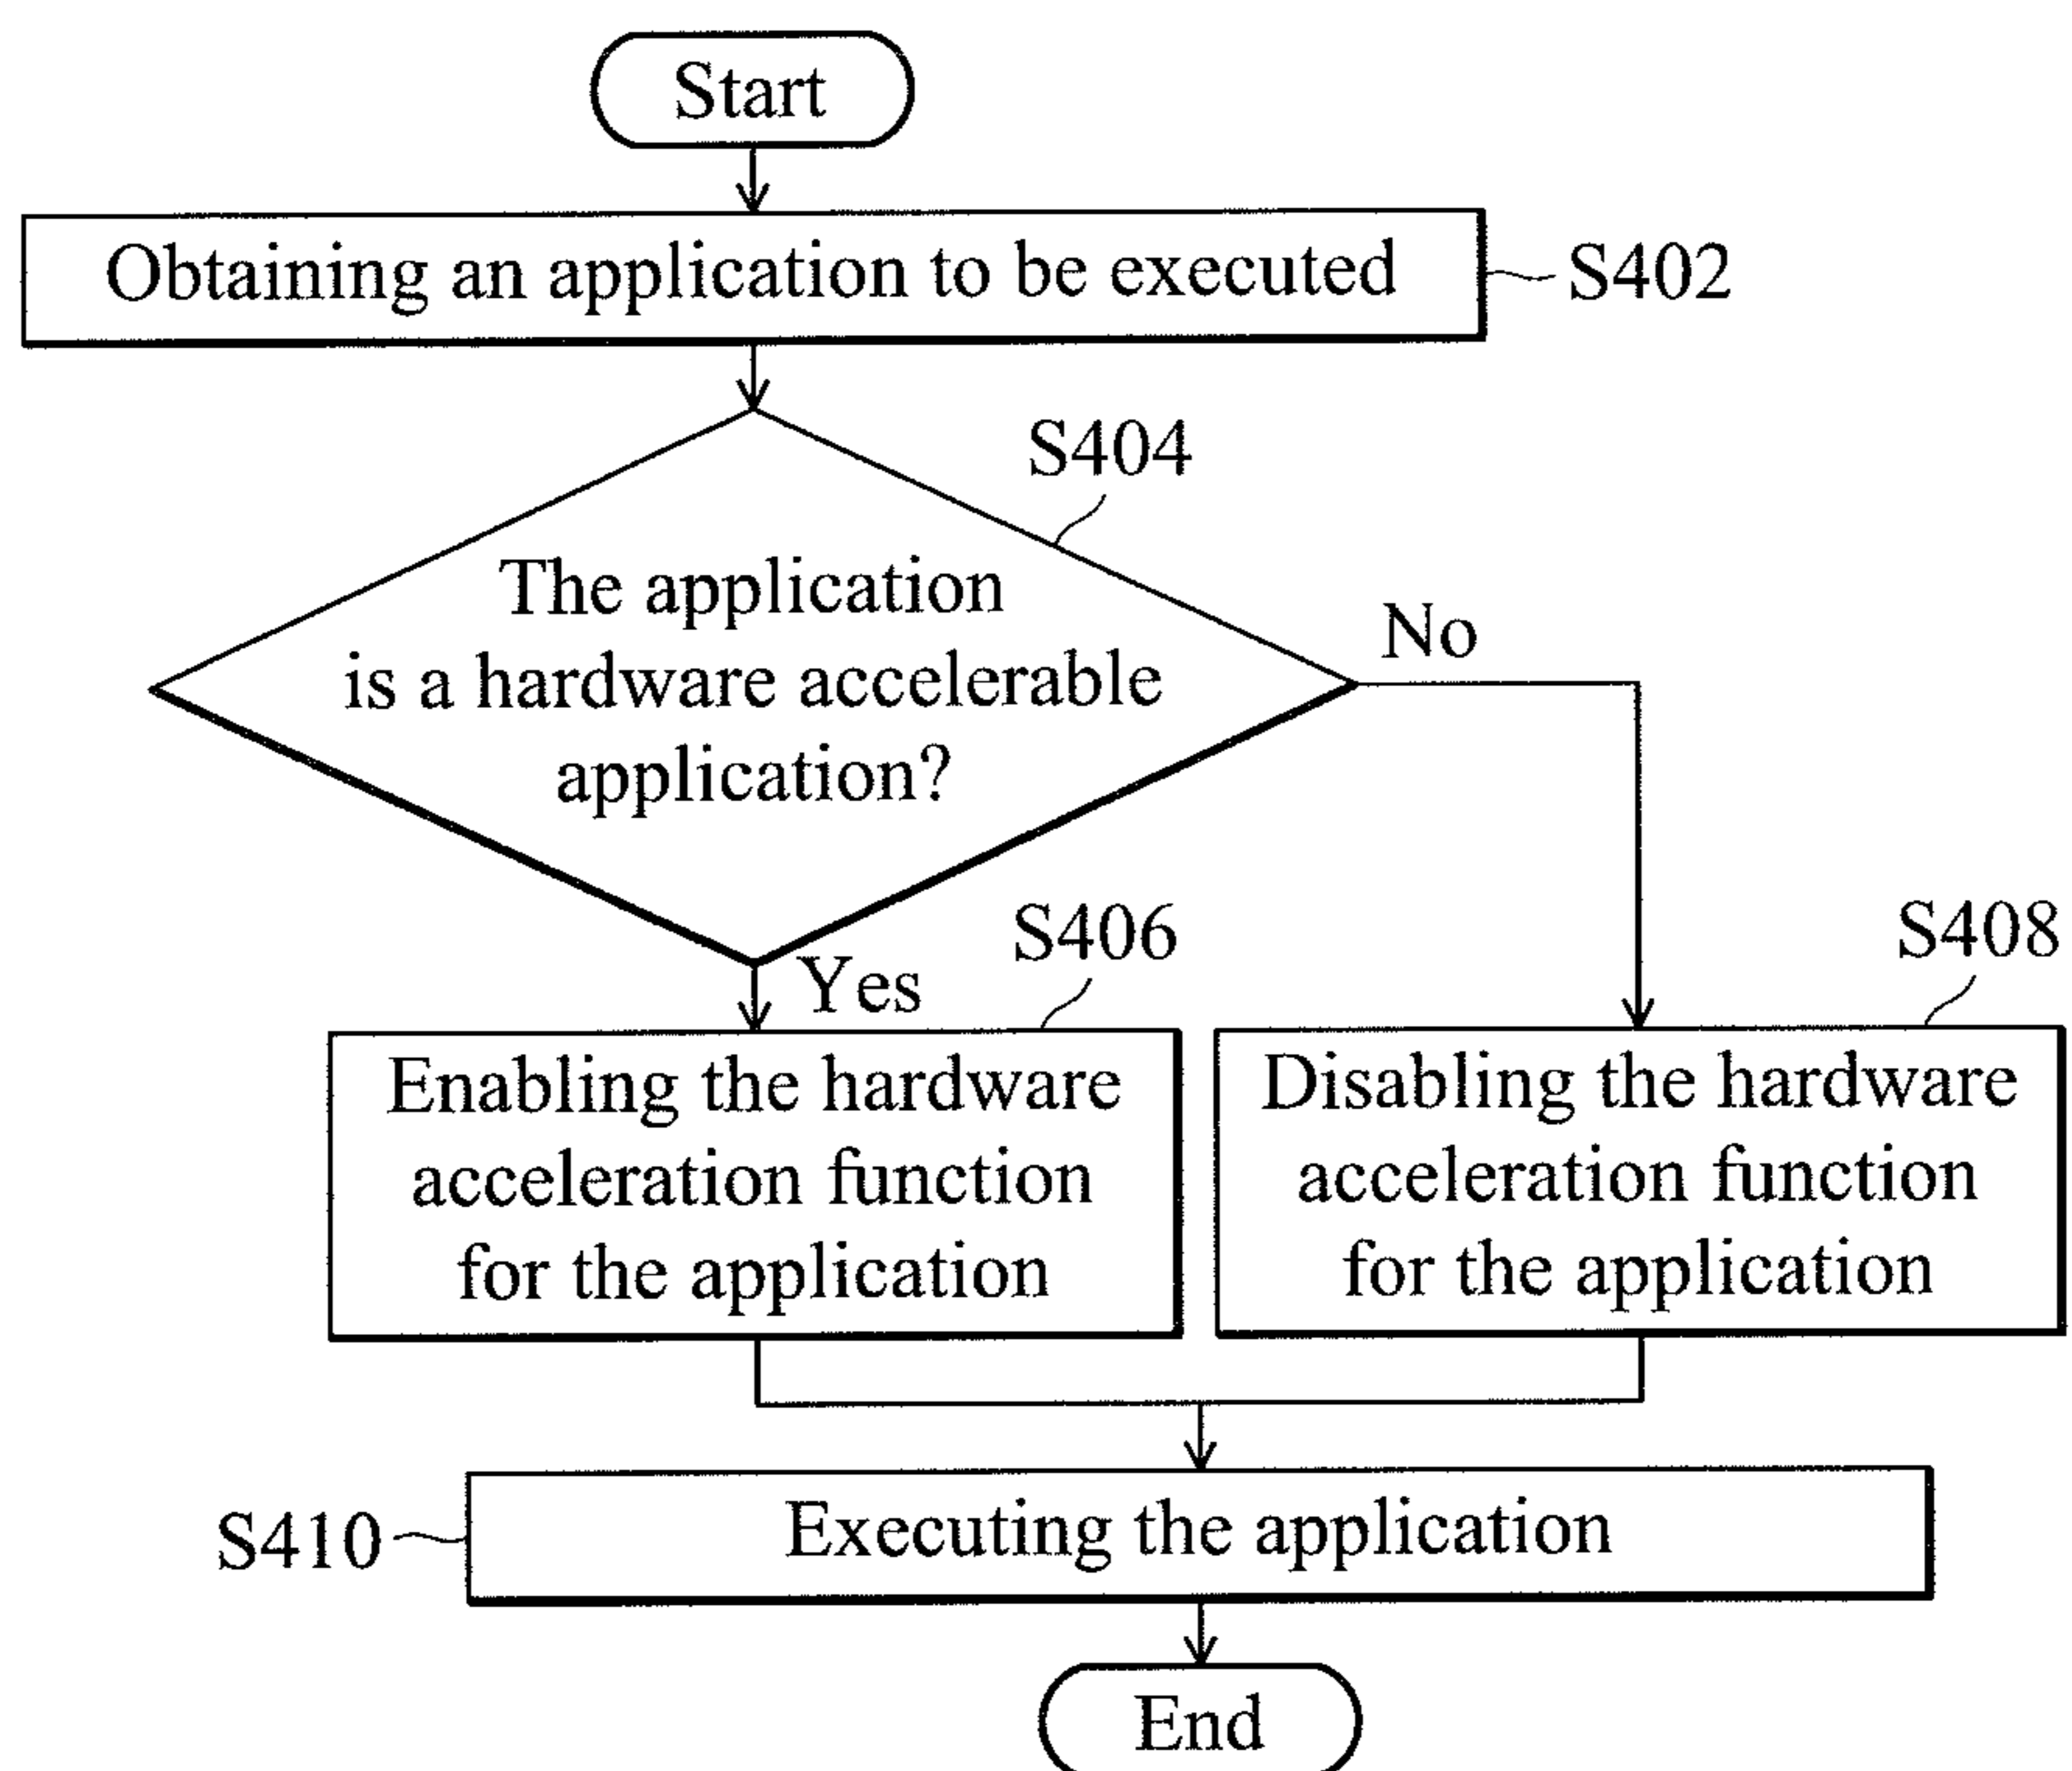 Start
Obtaining an application to be executed
S402
S404
The application
is a hardware accelerable
application?
No
Yes
S406
S408
Enabling the hardware
acceleration function
for the application
Disabling the hardware
acceleration function
for the application
S410
Executing the application
End